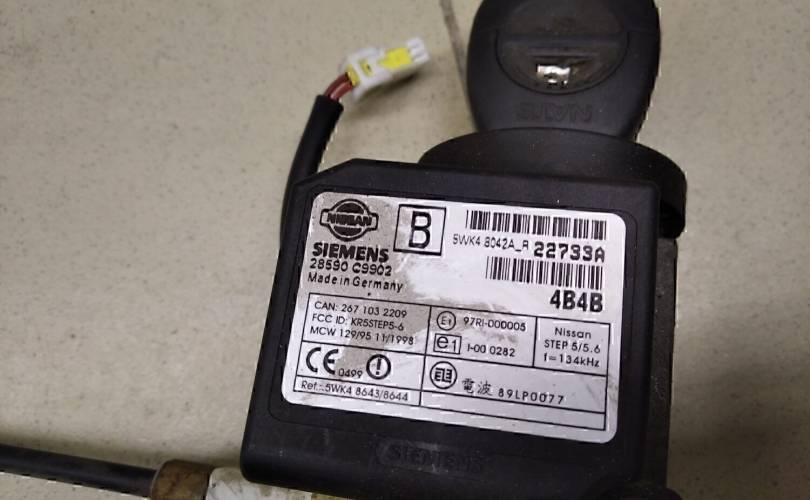 NATS
NISSAN
B
5WK4 8042A_R 22733A
SIEMENS
28590 C9902
Made in Germany
4B4B
CAN: 267 103 2209
FCC ID: KR5STEP5-6
MCW 129/95 11/1998
E1 97RI-000005
e1 I-00 0282
Nissan
STEP 5/5.6
f=134kHz
CE 0499
電波 89LP0077
Ref.: 5WK4 8643/8644
SIEMENS